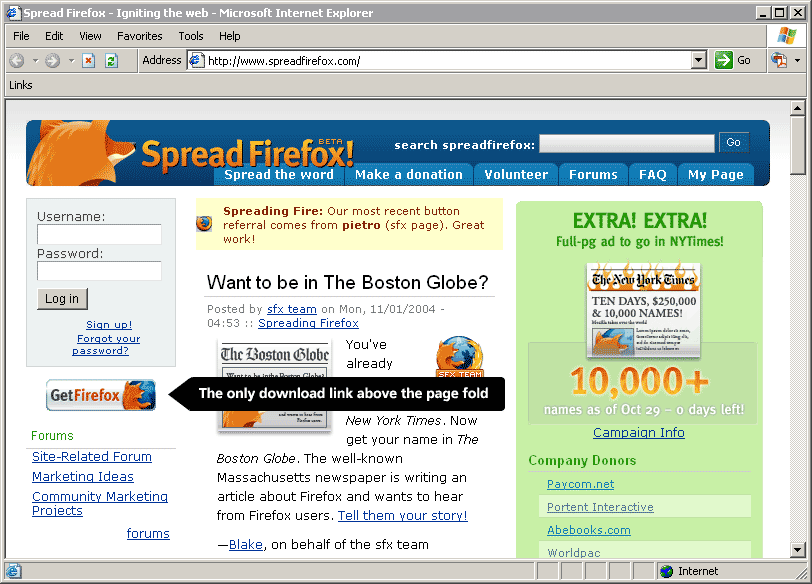 Spread Firefox - Igniting the web - Microsoft Internet Explorer
File Edit View Favorites Tools Help
Address http://www.spreadfirefox.com/ Go
Links
Spread Firefox! BETA
search spreadfirefox: Go
Spread the word Make a donation Volunteer Forums FAQ My Page
Username:
Password:
Log in
Sign up!
Forgot your
password?
Get Firefox
Forums
Site-Related Forum
Marketing Ideas
Community Marketing
Projects
forums
Spreading Fire: Our most recent button
referral comes from pietro (sfx page). Great
work!
Want to be in The Boston Globe?
Posted by sfx team on Mon, 11/01/2004 -
04:53 :: Spreading Firefox
The Boston Globe
Want to be in The Boston Globe?
You've
already
SFX TEAM
The only download link above the page fold
New York Times. Now
get your name in The
Boston Globe. The well-known
Massachusetts newspaper is writing an
article about Firefox and wants to hear
from Firefox users. Tell them your story!
—Blake, on behalf of the sfx team
EXTRA! EXTRA!
Full-pg ad to go in NYTimes!
The New York Times
TEN DAYS, $250,000
& 10,000 NAMES!
Mozilla takes over the world
10,000+
names as of Oct 29 - 0 days left!
Campaign Info
Company Donors
Paycom.net
Portent Interactive
Abebooks.com
Worldpac
Internet